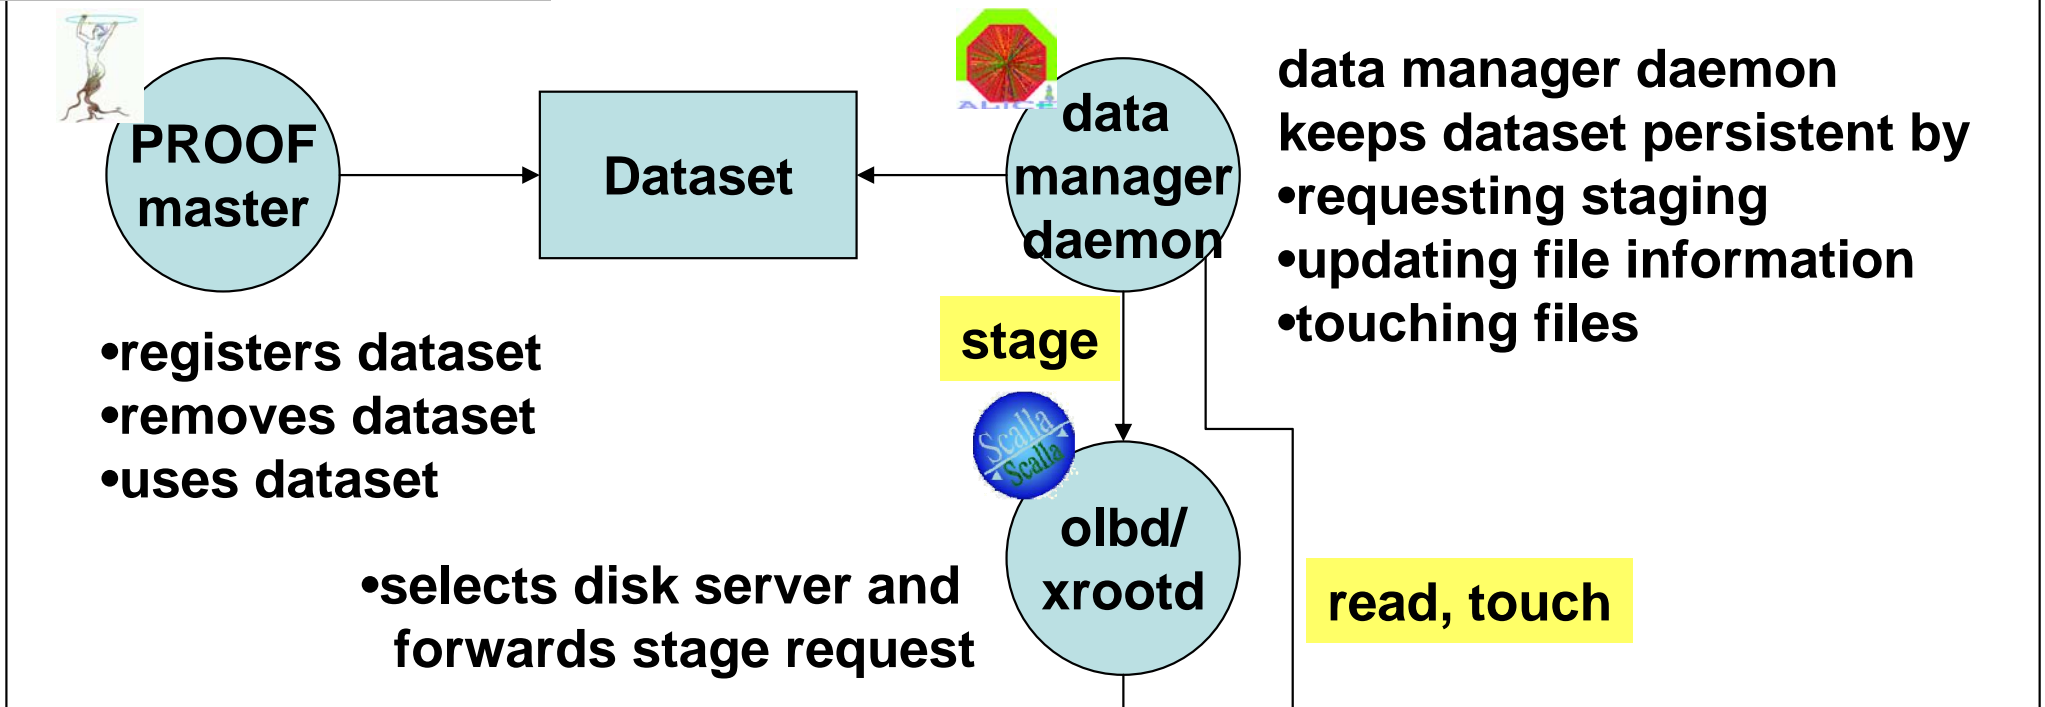 PROOF
master
•registers dataset
•removes dataset
•uses dataset
Dataset
ALICE
data
manager
daemon
data manager daemon
keeps dataset persistent by
•requesting staging
•updating file information
•touching files
stage
Scalla
Scalla
olbd/
xrootd
•selects disk server and
forwards stage request
read, touch